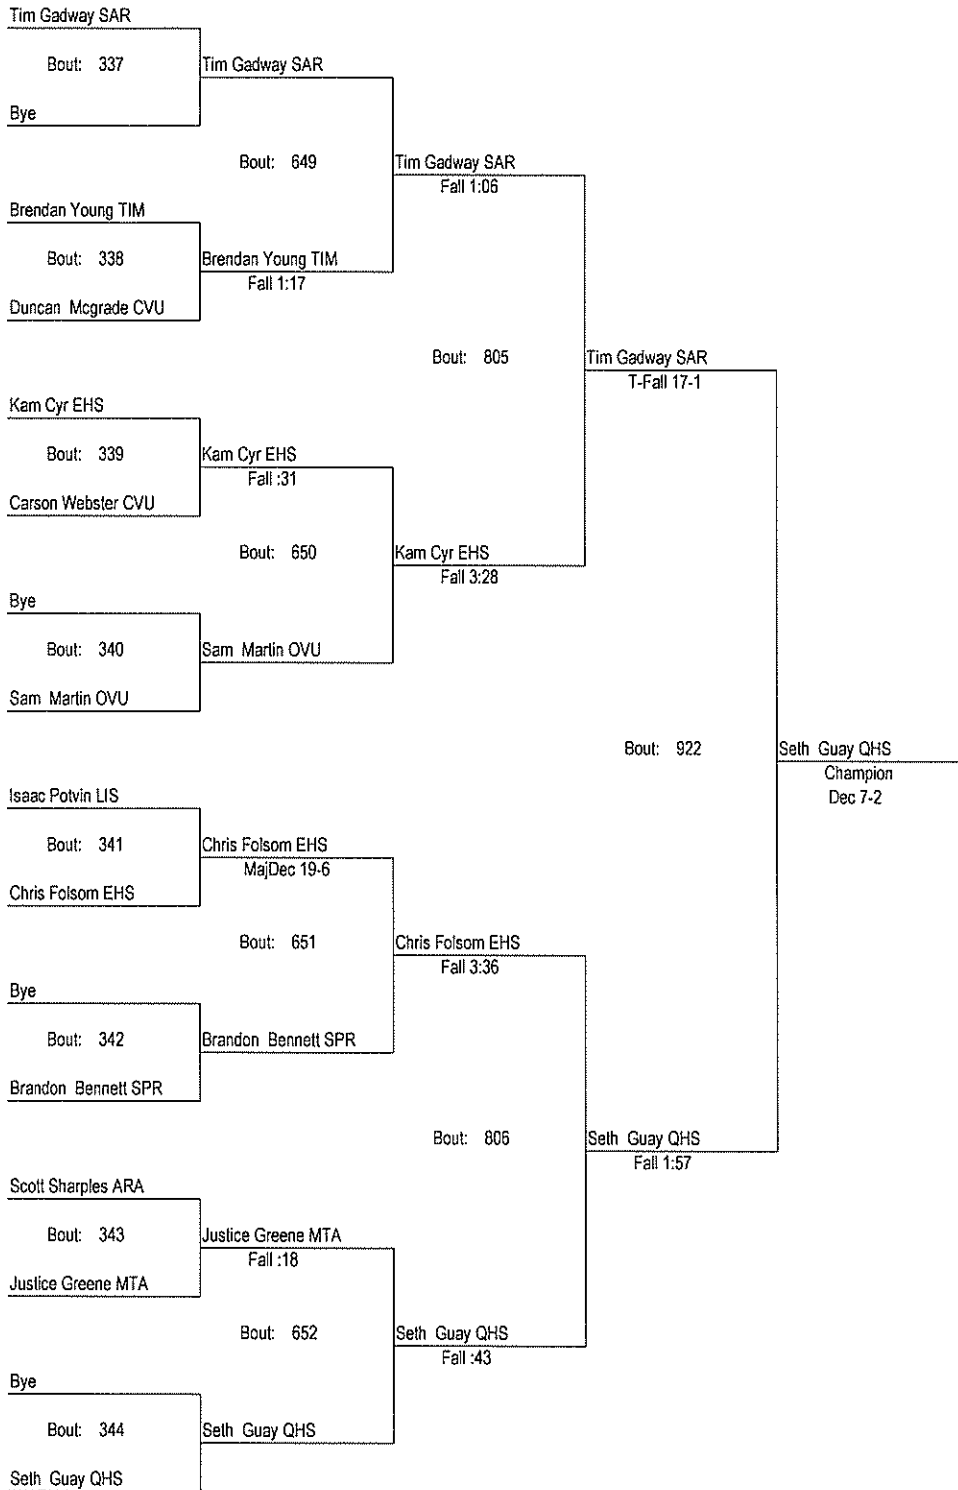 Tim Gadway SAR
Bout: 337
Tim Gadway SAR
Bye
Bout: 649
Tim Gadway SAR
Fall 1:06
Brendan Young TIM
Bout: 338
Brendan Young TIM
Fall 1:17
Duncan Mcgrade CVU
Bout: 805
Tim Gadway SAR
T-Fall 17-1
Kam Cyr EHS
Bout: 339
Kam Cyr EHS
Fall :31
Carson Webster CVU
Bout: 650
Kam Cyr EHS
Fall 3:28
Bye
Bout: 340
Sam Martin OVU
Sam Martin OVU
Bout: 922
Seth Guay QHS
Champion
Dec 7-2
Isaac Potvin LIS
Bout: 341
Chris Folsom EHS
MajDec 19-6
Chris Folsom EHS
Bout: 651
Chris Folsom EHS
Fall 3:36
Bye
Bout: 342
Brandon Bennett SPR
Brandon Bennett SPR
Bout: 806
Seth Guay QHS
Fall 1:57
Scott Sharples ARA
Bout: 343
Justice Greene MTA
Fall :18
Justice Greene MTA
Bout: 652
Seth Guay QHS
Fall :43
Bye
Bout: 344
Seth Guay QHS
Seth Guay QHS